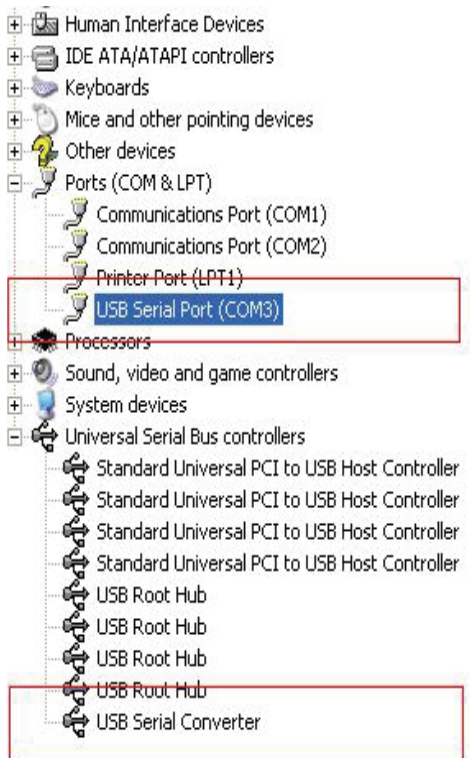 Human Interface Devices
IDE ATA/ATAPI controllers
Keyboards
Mice and other pointing devices
Other devices
Ports (COM & LPT)
Communications Port (COM1)
Communications Port (COM2)
Printer Port (LPT1)
USB Serial Port (COM3)
Processors
Sound, video and game controllers
System devices
Universal Serial Bus controllers
Standard Universal PCI to USB Host Controller
Standard Universal PCI to USB Host Controller
Standard Universal PCI to USB Host Controller
Standard Universal PCI to USB Host Controller
USB Root Hub
USB Root Hub
USB Root Hub
USB Root Hub
USB Serial Converter